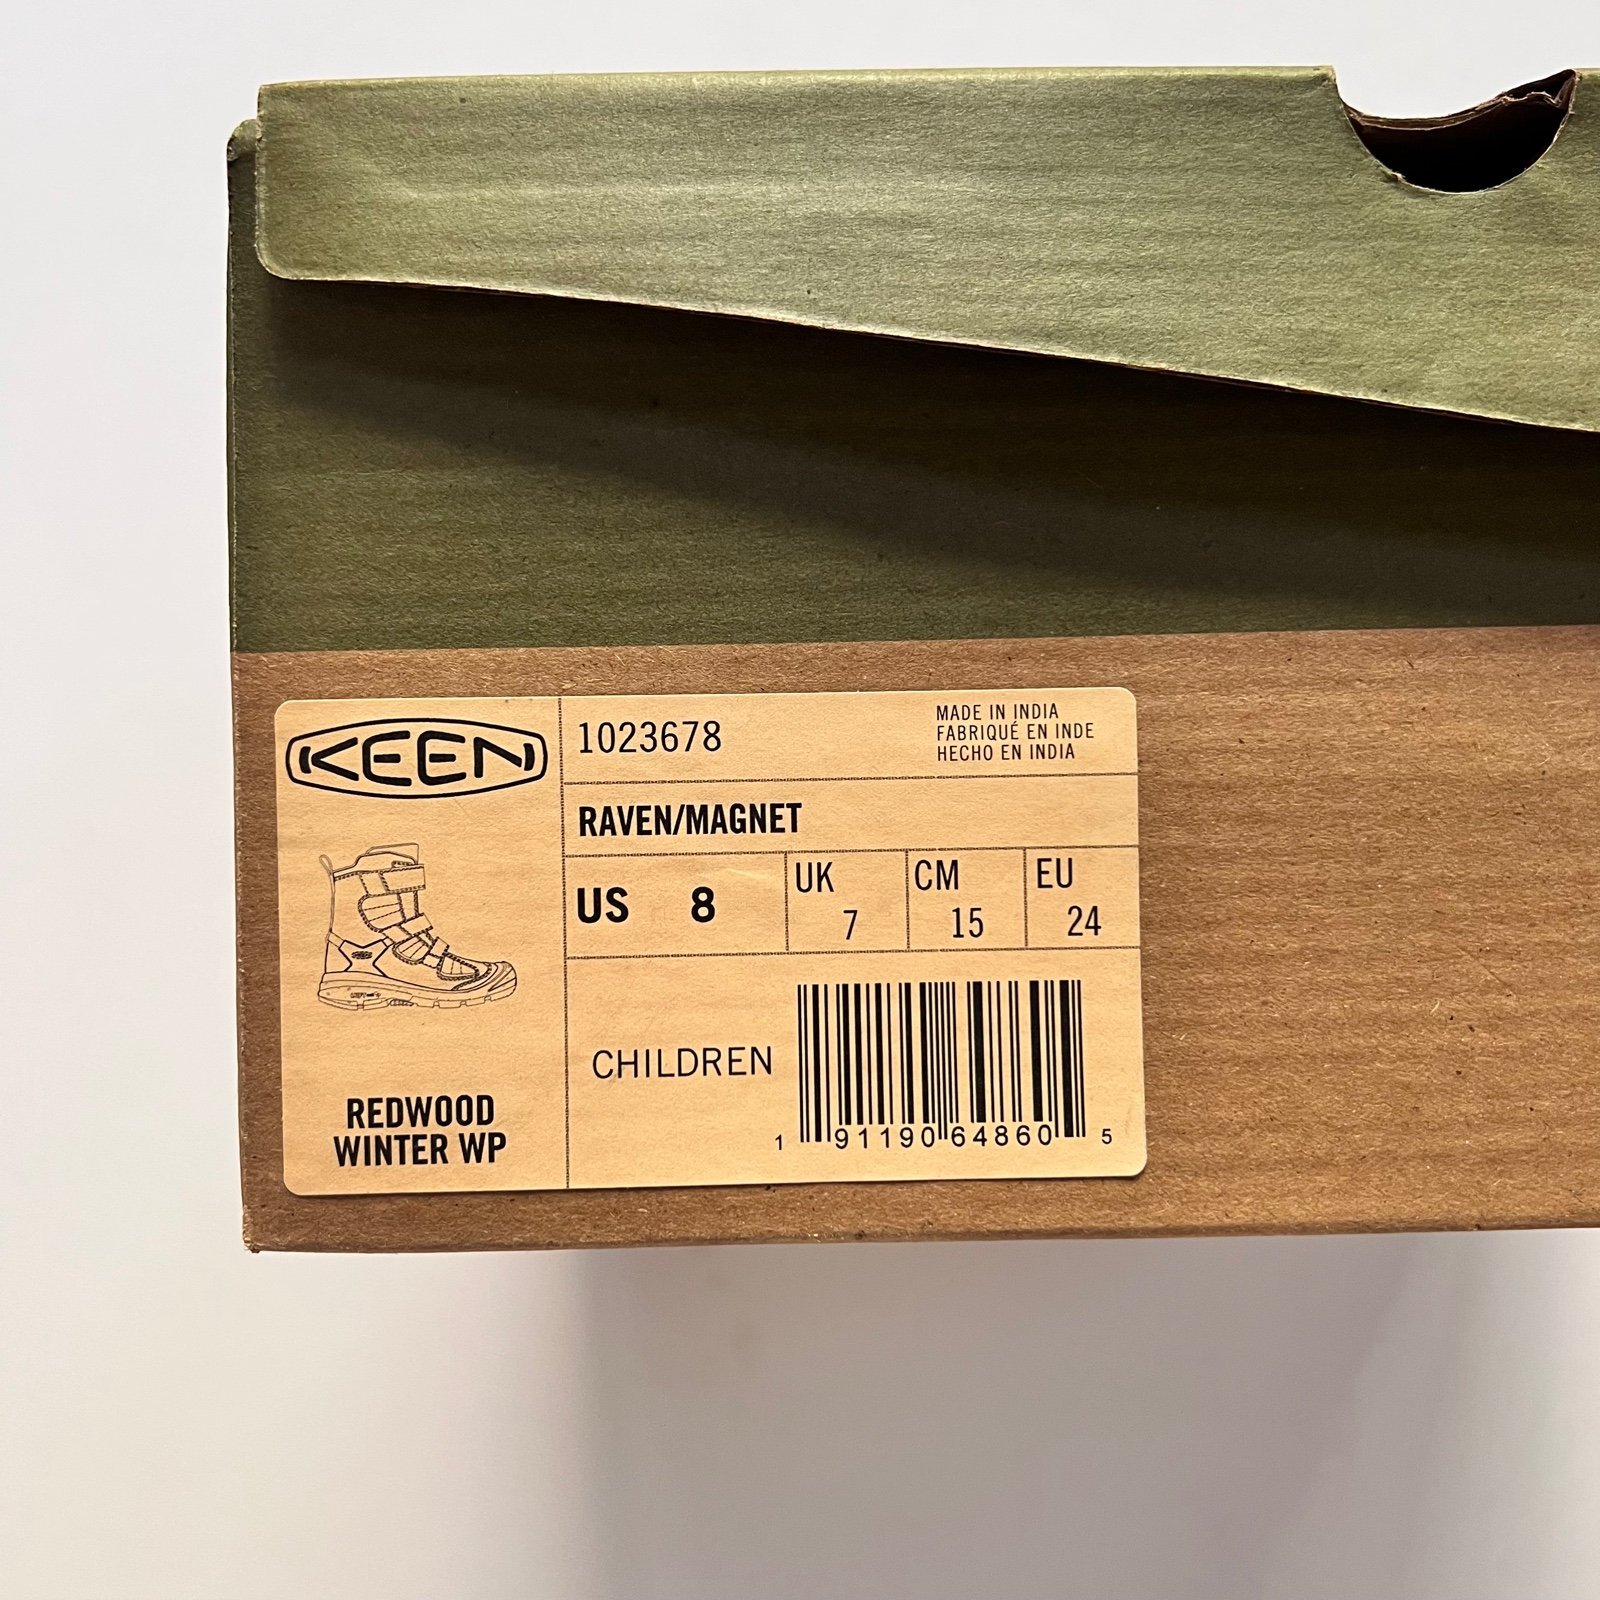 KEEN
1023678
MADE IN INDIA
FABRIQUÉ EN INDE
HECHO EN INDIA
RAVEN/MAGNET
US 8
UK 7
CM 15
EU 24
CHILDREN
REDWOOD
WINTER WP
1 91190 64860 5